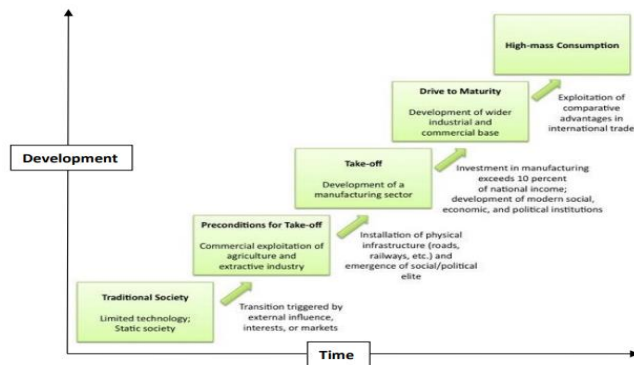 High-mass Consumption
Drive to Maturity
Development of wider
industrial and
commercial base
Exploitation of
comparative
advantages in
international trade
Development
Take-off
Development of a
manufacturing sector
Investment in manufacturing
exceeds 10 percent
of national income;
development of modern social,
economic, and political institutions
Preconditions for Take-off
Commercial exploitation of
agriculture and
extractive industry
Installation of physical
infrastructure (roads,
railways, etc.) and
emergence of social/political
elite
Traditional Society
Limited technology;
Static society
Transition triggered by
external influence,
interests, or markets
Time